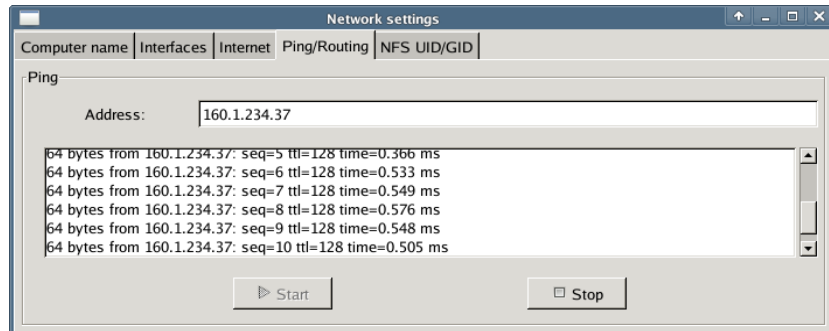 Network settings
Computer name Interfaces Internet Ping/Routing NFS UID/GID
Ping
Address: 160.1.234.37
64 bytes from 160.1.234.37: seq=5 ttl=128 time=0.366 ms
64 bytes from 160.1.234.37: seq=6 ttl=128 time=0.533 ms
64 bytes from 160.1.234.37: seq=7 ttl=128 time=0.549 ms
64 bytes from 160.1.234.37: seq=8 ttl=128 time=0.576 ms
64 bytes from 160.1.234.37: seq=9 ttl=128 time=0.548 ms
64 bytes from 160.1.234.37: seq=10 ttl=128 time=0.505 ms
Start Stop